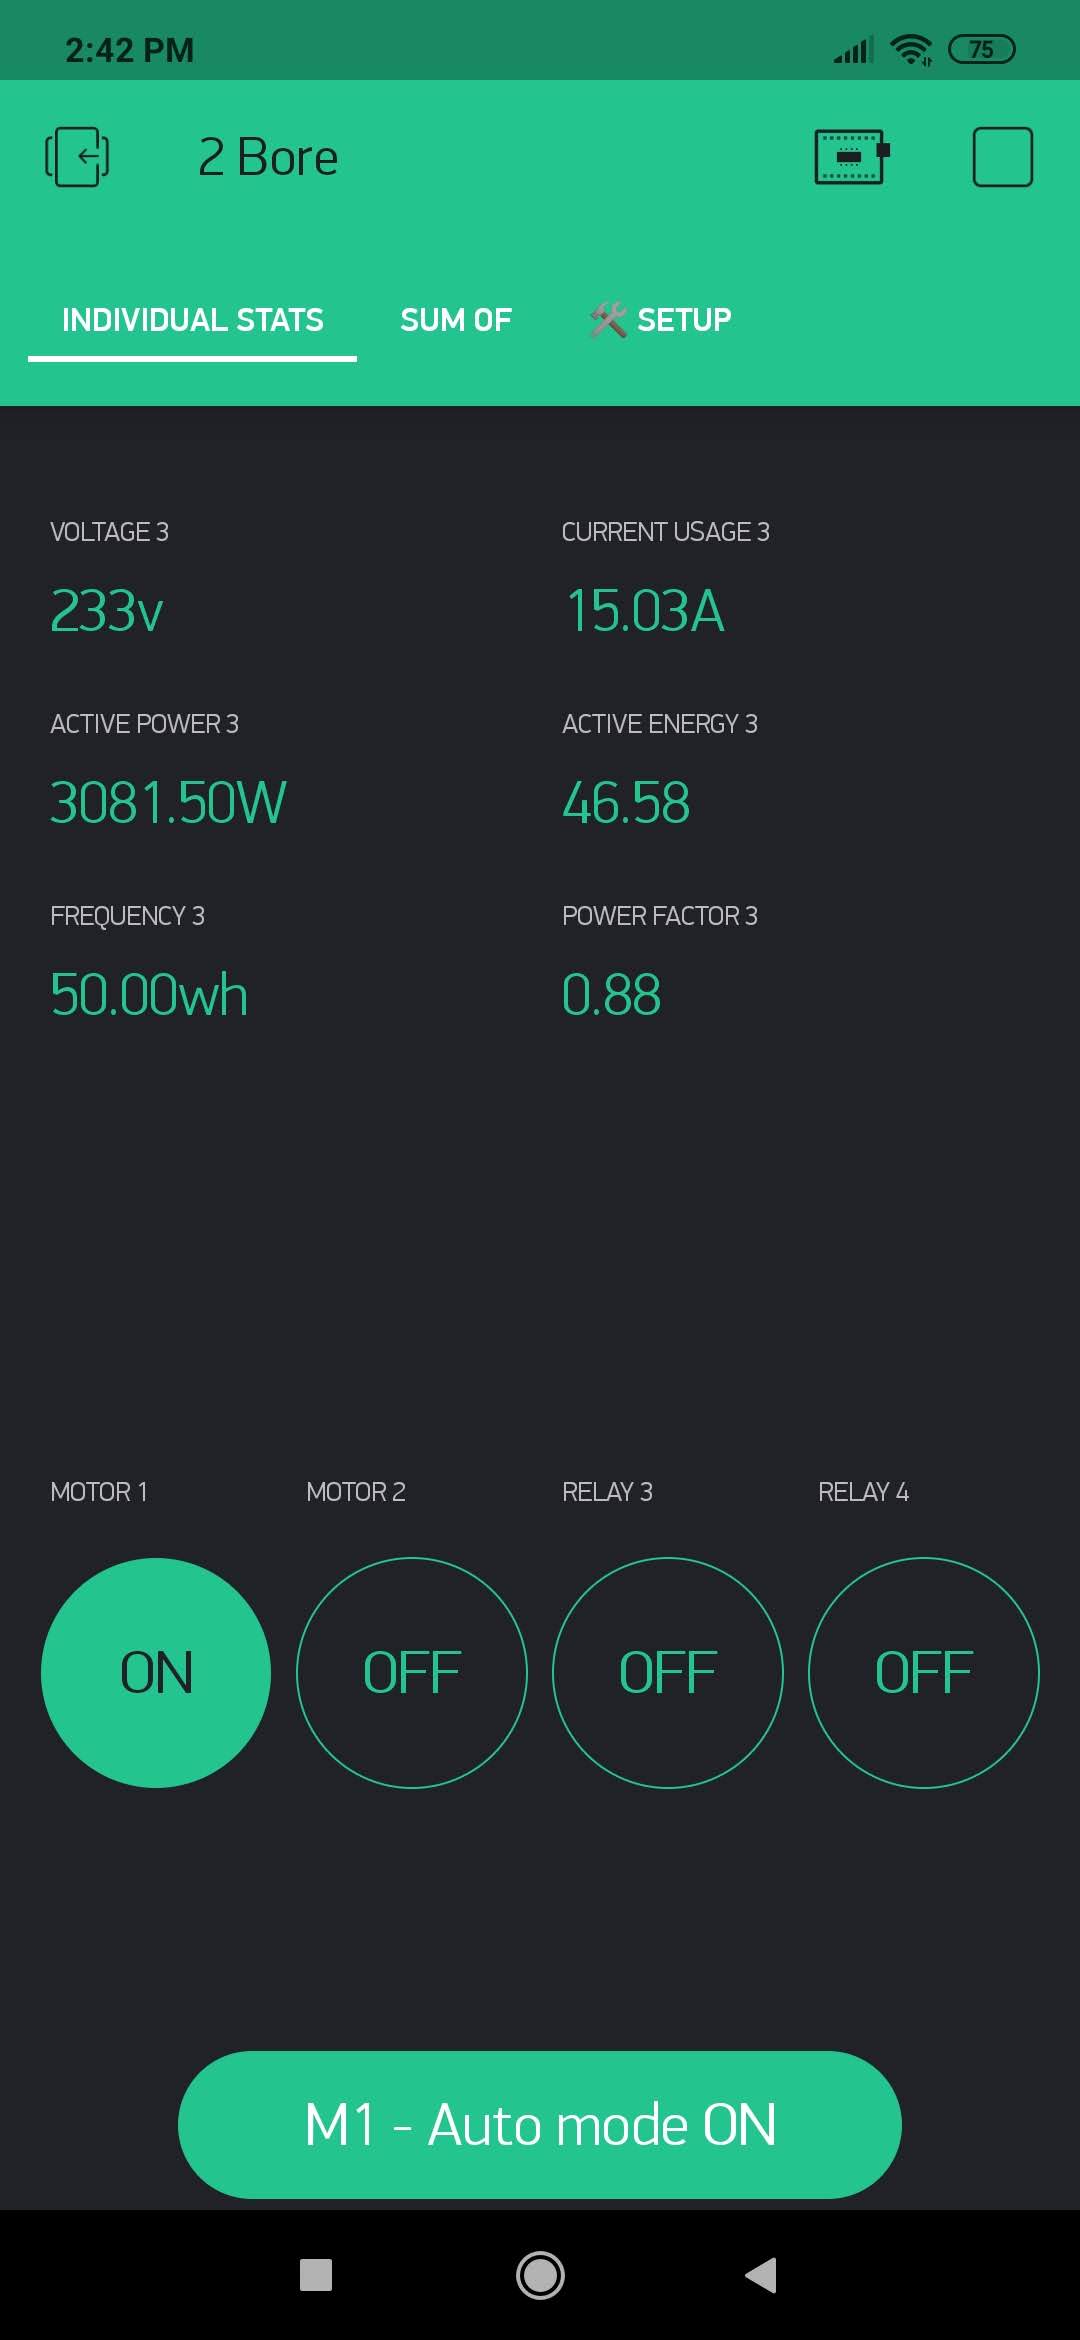 2:42 PM
75
2 Bore
INDIVIDUAL STATS SUM OF SETUP
VOLTAGE 3 CURRENT USAGE 3
233v 15.03A
ACTIVE POWER 3 ACTIVE ENERGY 3
3081.50W 46.58
FREQUENCY 3 POWER FACTOR 3
50.00wh 0.88
MOTOR 1 MOTOR 2 RELAY 3 RELAY 4
ON OFF OFF OFF
M1 - Auto mode ON